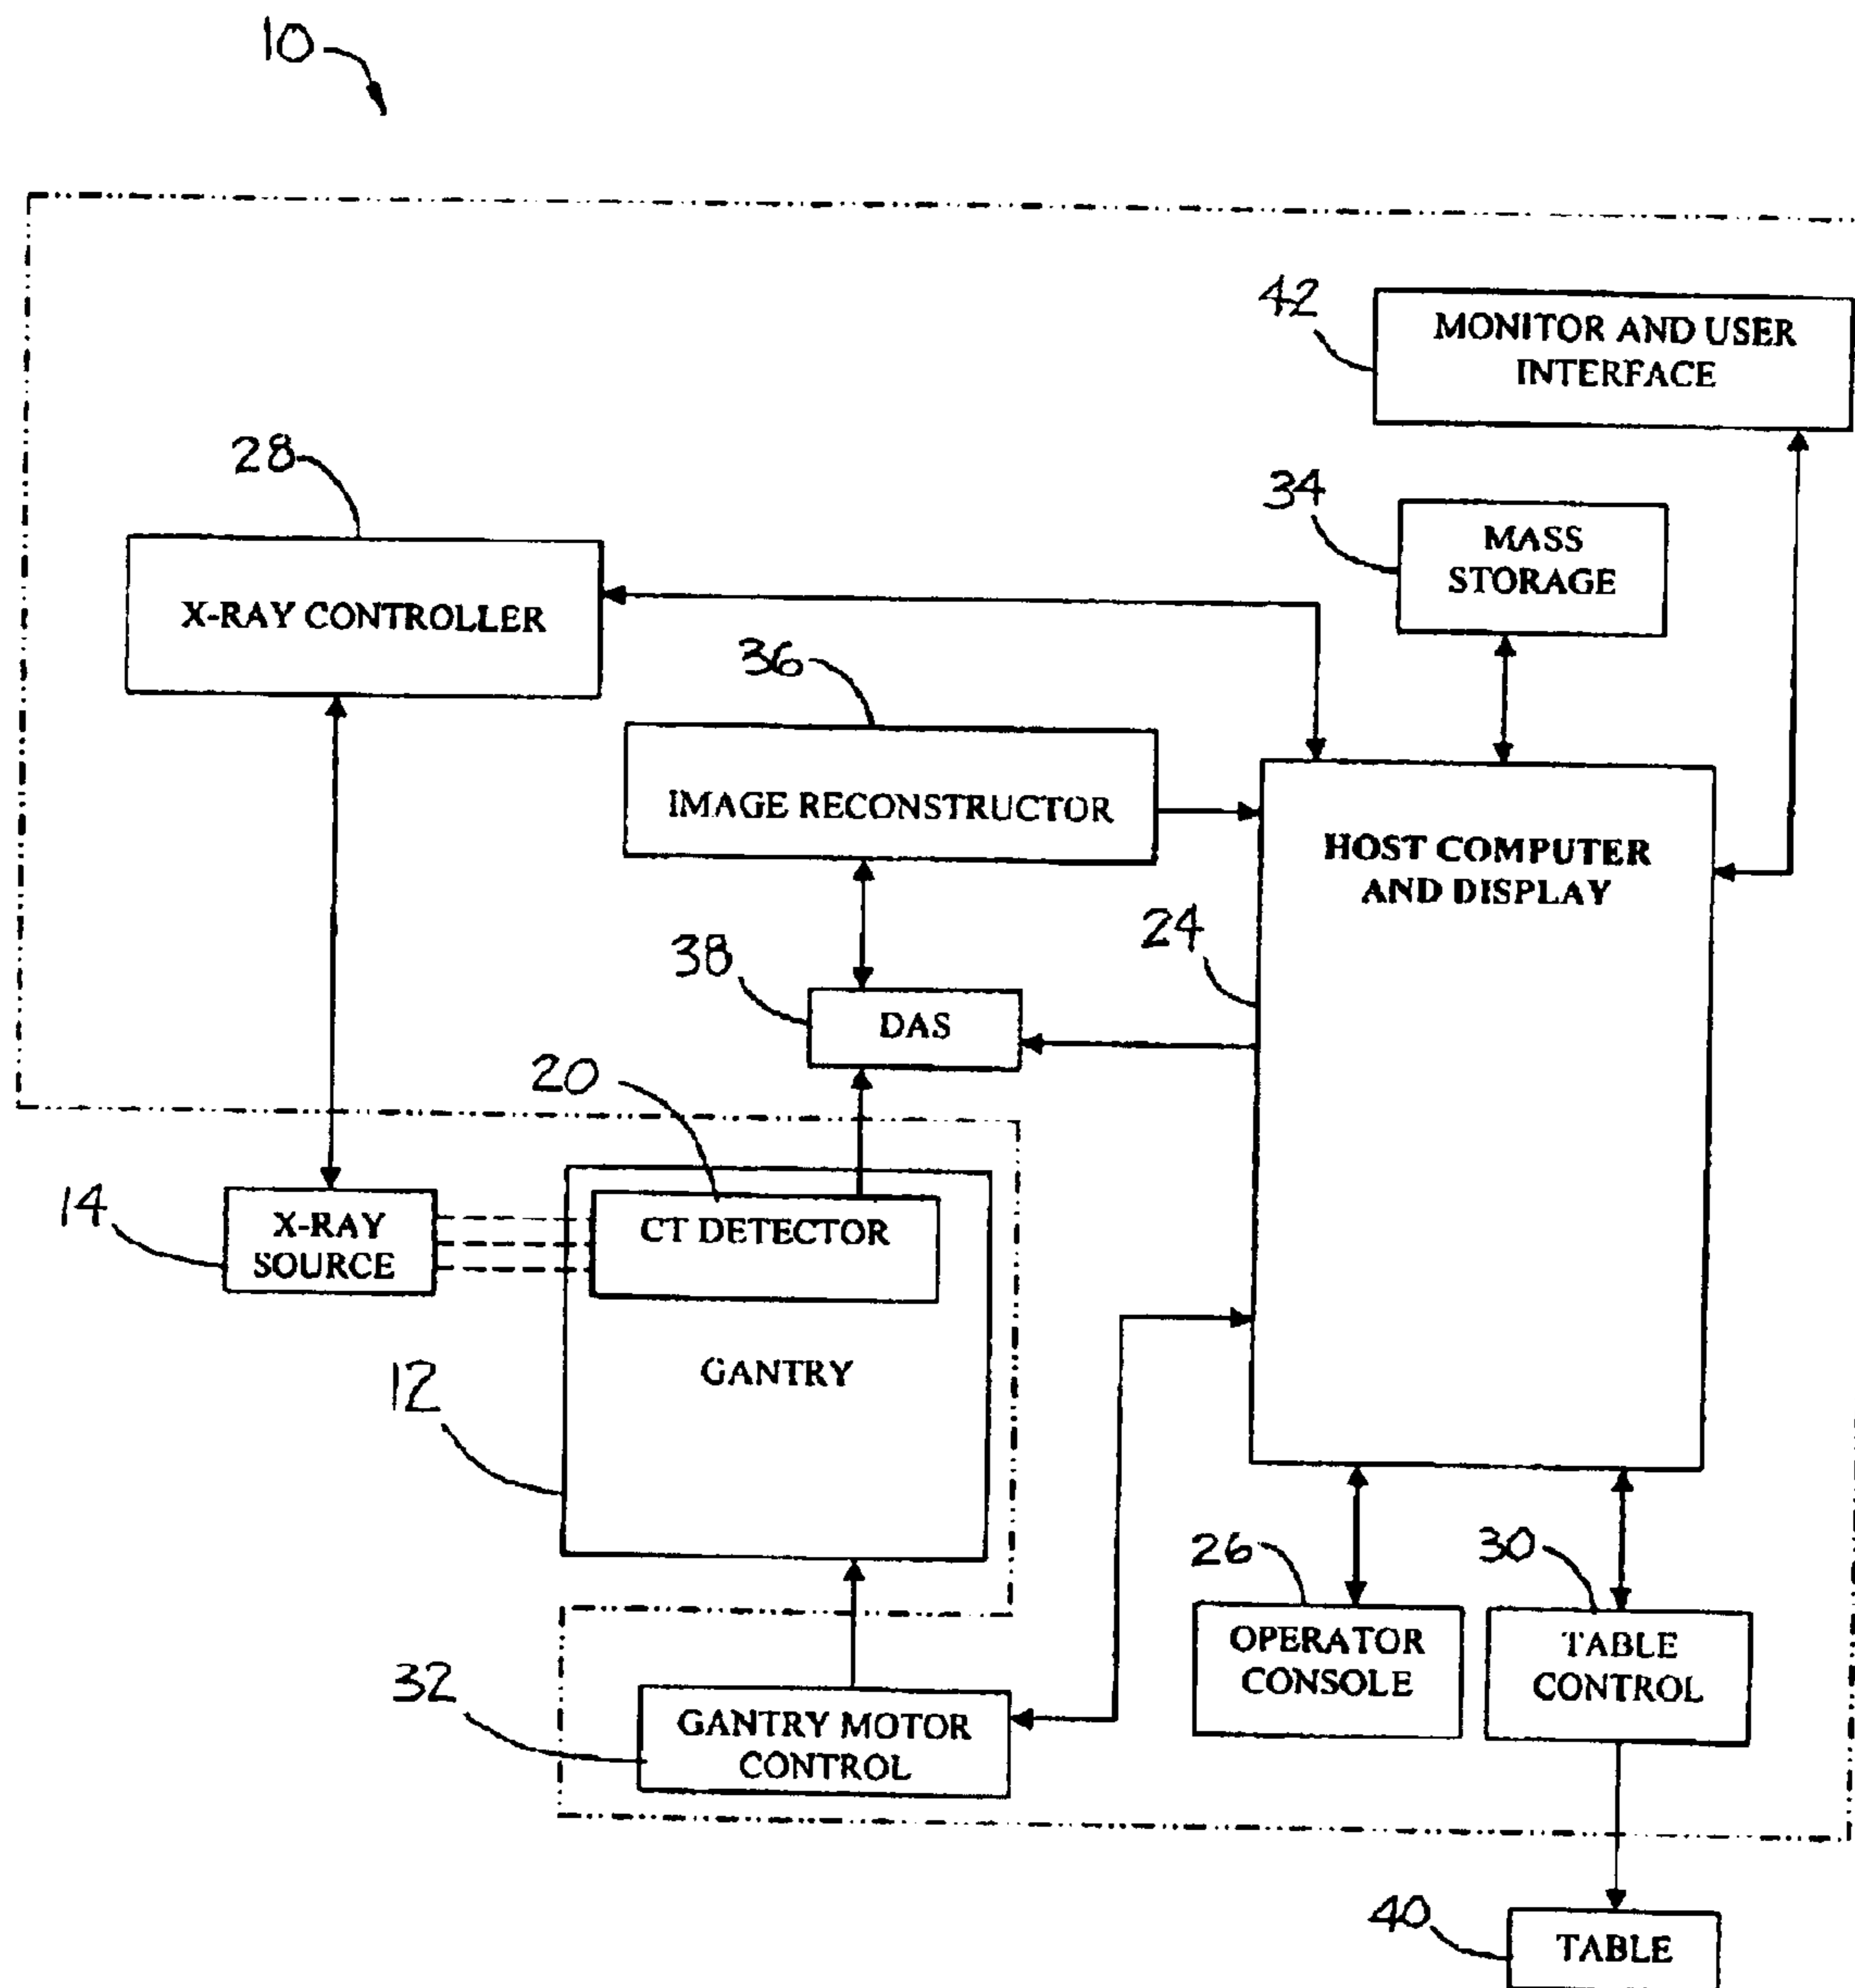 10
42
MONITOR AND USER
INTERFACE
28
X-RAY CONTROLLER
34
MASS
STORAGE
36
IMAGE RECONSTRUCTOR
HOST COMPUTER
AND DISPLAY
24
38
DAS
20
CT DETECTOR
14
X-RAY
SOURCE
GANTRY
12
26
OPERATOR
CONSOLE
30
TABLE
CONTROL
32
GANTRY MOTOR
CONTROL
40
TABLE